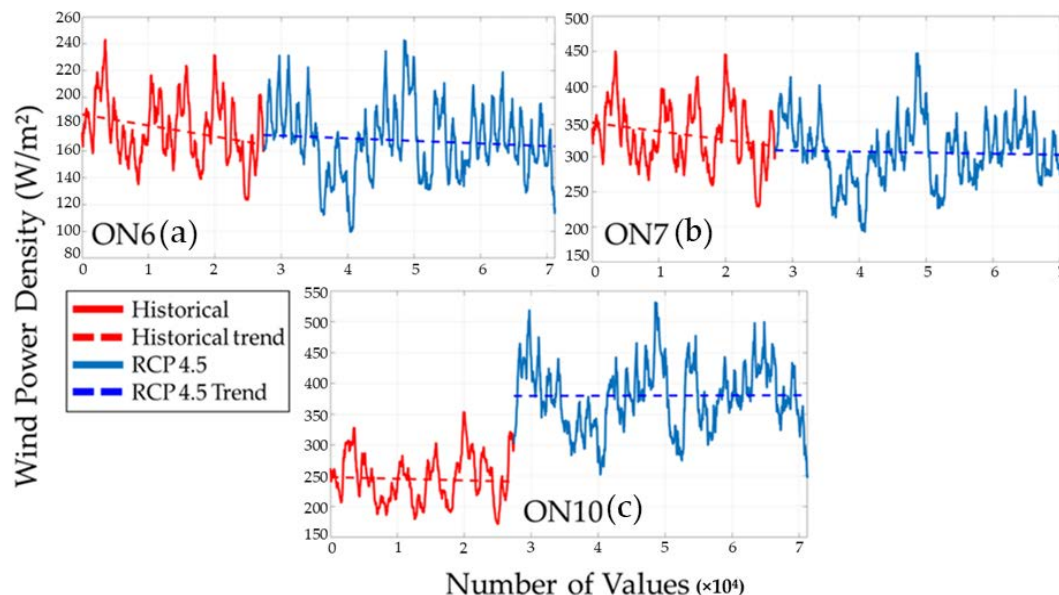 Wind Power Density (W/m²)
260
240
220
200
180
160
140
120
100
80
0 1 2 3 4 5 6 7
ON6 (a)
500
450
400
350
300
250
200
150
0 1 2 3 4 5 6 7
ON7 (b)
Historical
Historical trend
RCP 4.5
RCP 4.5 Trend
550
500
450
400
350
300
250
200
150
0 1 2 3 4 5 6 7
ON10 (c)
Number of Values (×10⁴)